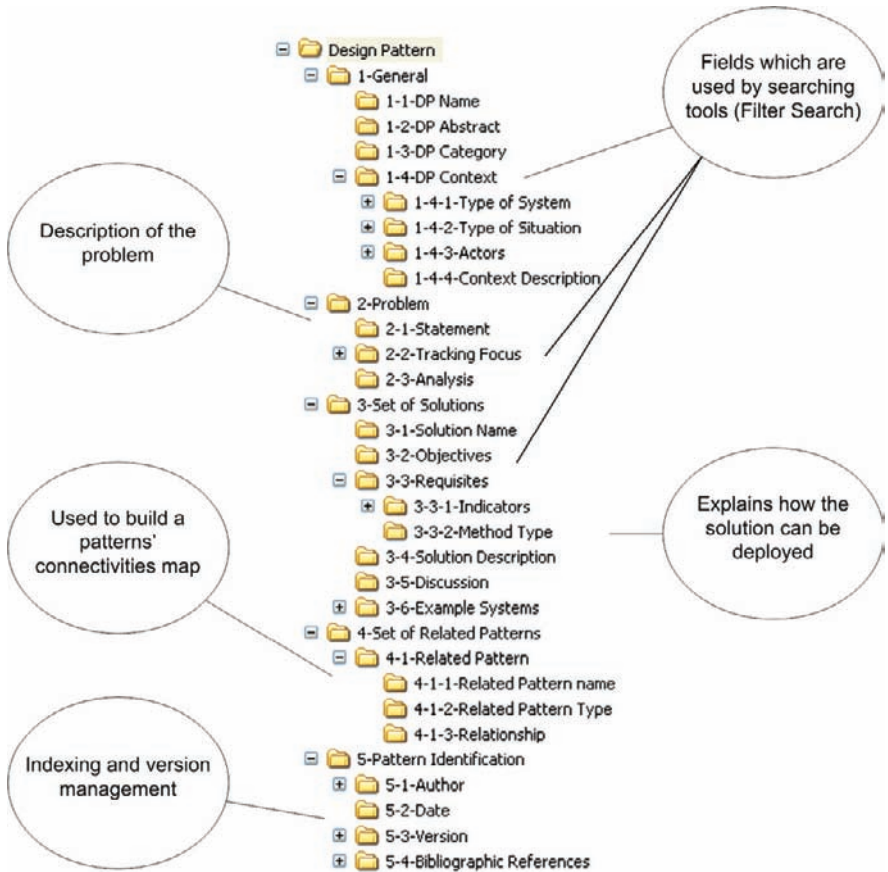 Design Pattern
1-General
1-1-DP Name
1-2-DP Abstract
1-3-DP Category
1-4-DP Context
1-4-1-Type of System
1-4-2-Type of Situation
1-4-3-Actors
1-4-4-Context Description
2-Problem
2-1-Statement
2-2-Tracking Focus
2-3-Analysis
3-Set of Solutions
3-1-Solution Name
3-2-Objectives
3-3-Requisites
3-3-1-Indicators
3-3-2-Method Type
3-4-Solution Description
3-5-Discussion
3-6-Example Systems
4-Set of Related Patterns
4-1-Related Pattern
4-1-1-Related Pattern name
4-1-2-Related Pattern Type
4-1-3-Relationship
5-Pattern Identification
5-1-Author
5-2-Date
5-3-Version
5-4-Bibliographic References
Fields which are
used by searching
tools (Filter Search)
Description of the
problem
Used to build a
patterns'
connectivities map
Explains how the
solution can be
deployed
Indexing and version
management